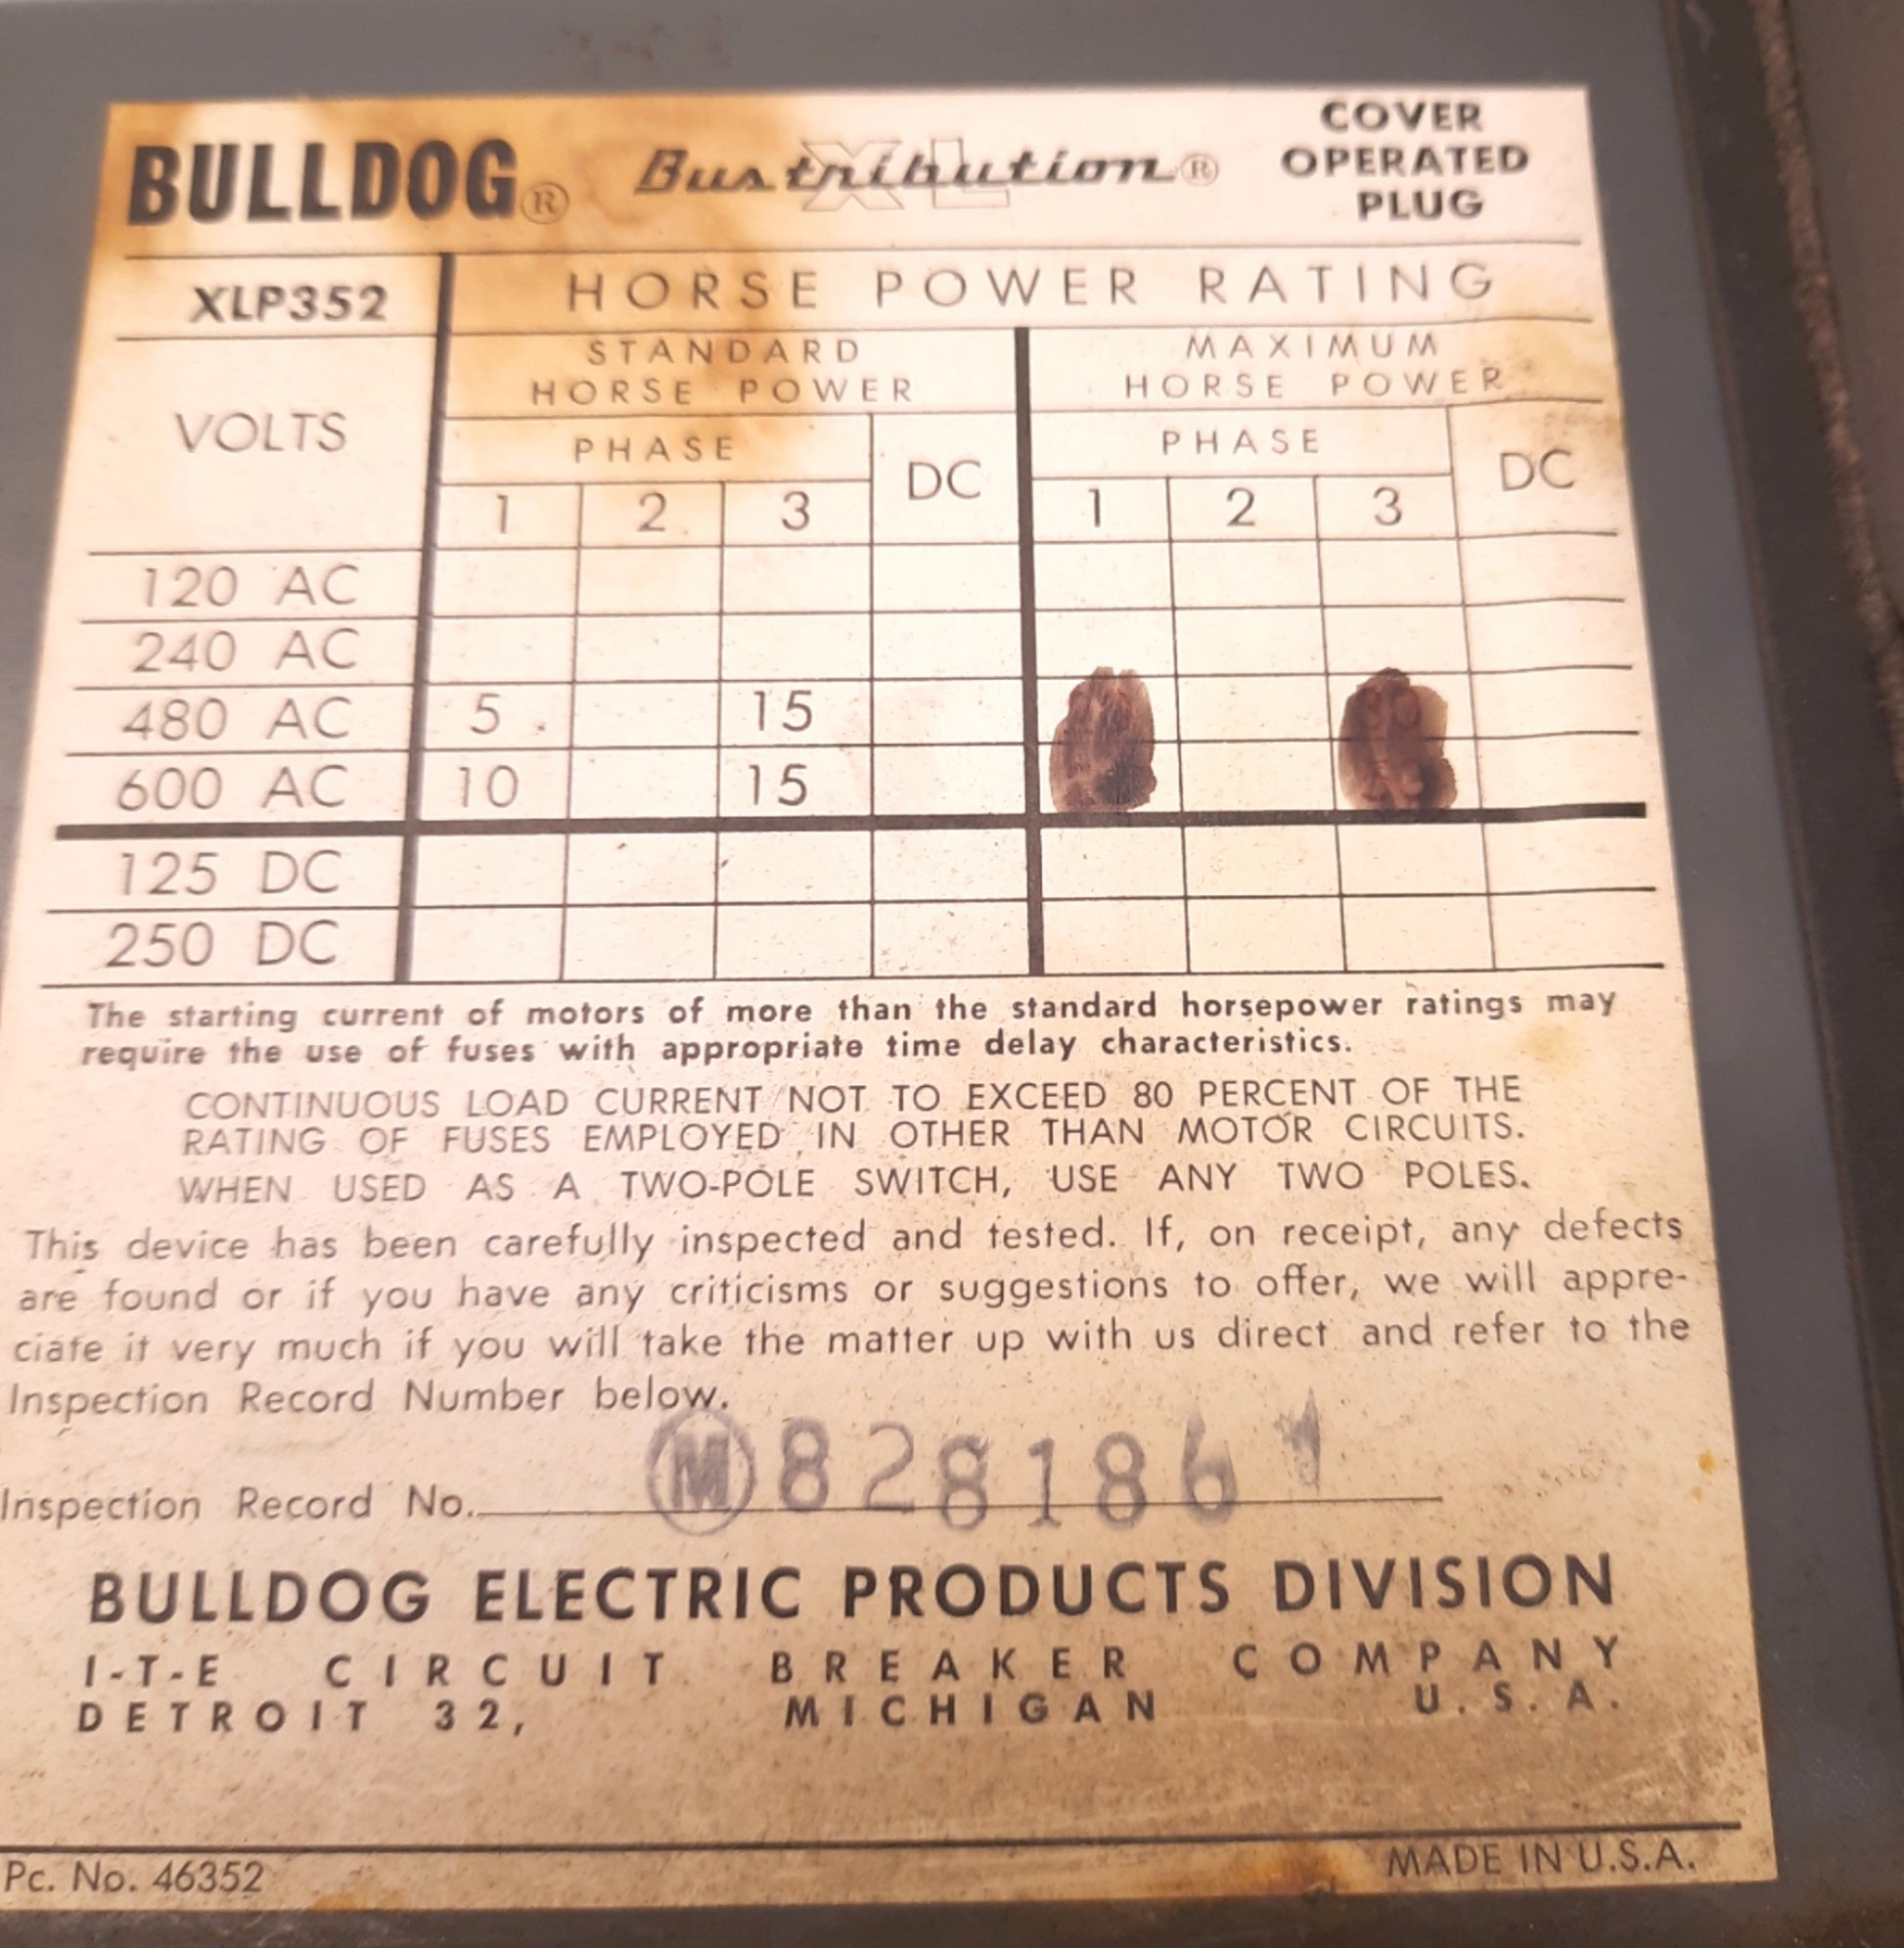 BULLDOG® Bustribution® XL
COVER
OPERATED
PLUG
XLP352
HORSE POWER RATING
STANDARD
HORSE POWER
MAXIMUM
HORSE POWER
VOLTS
PHASE
DC
PHASE
DC
1 2 3
1 2 3
120 AC
240 AC
480 AC 5 15
600 AC 10 15
125 DC
250 DC
The starting current of motors of more than the standard horsepower ratings may
require the use of fuses with appropriate time delay characteristics.
CONTINUOUS LOAD CURRENT NOT TO EXCEED 80 PERCENT OF THE
RATING OF FUSES EMPLOYED IN OTHER THAN MOTOR CIRCUITS.
WHEN USED AS A TWO-POLE SWITCH, USE ANY TWO POLES.
This device has been carefully inspected and tested. If, on receipt, any defects
are found or if you have any criticisms or suggestions to offer, we will appre-
ciate it very much if you will take the matter up with us direct and refer to the
Inspection Record Number below.
Inspection Record No. M 828186
BULLDOG ELECTRIC PRODUCTS DIVISION
I-T-E CIRCUIT BREAKER COMPANY
DETROIT 32, MICHIGAN U.S.A.
Pc. No. 46352
MADE IN U.S.A.